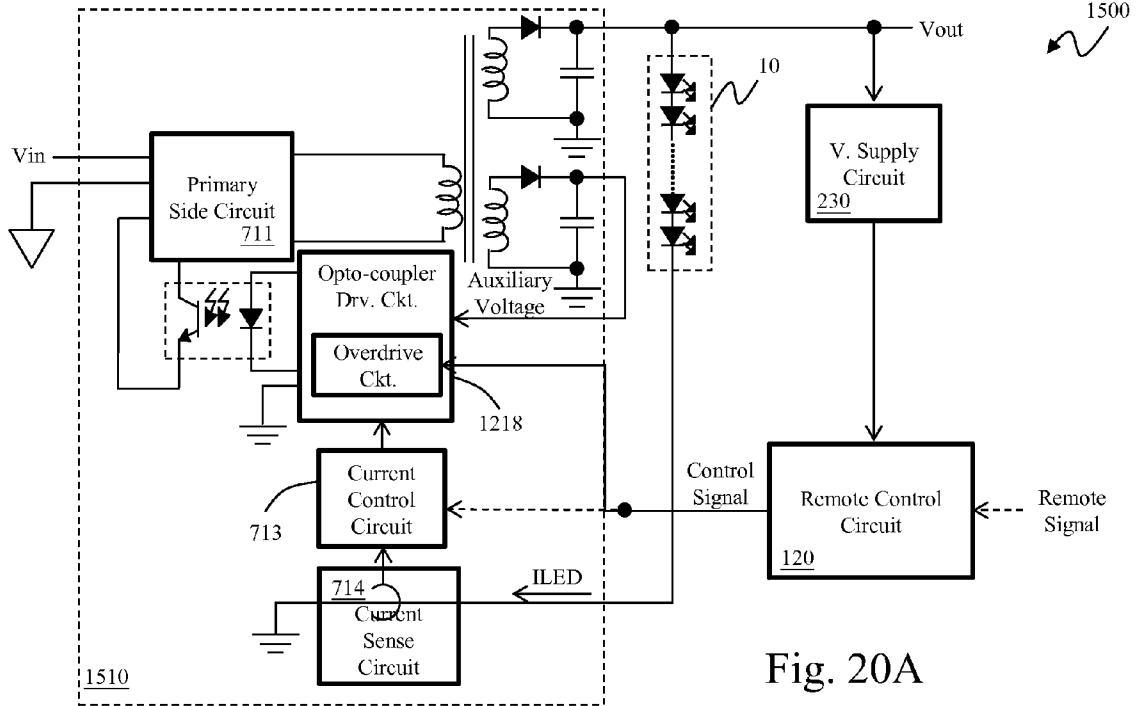 1500
Vout
10
Vin
Primary
Side Circuit
711
V. Supply
Circuit
230
Opto-coupler
Drv. Ckt.
Auxiliary
Voltage
Overdrive
Ckt.
1218
Current
Control
Circuit
713
Control
Signal
Remote Control
Circuit
120
Remote
Signal
ILED
714
Current
Sense
Circuit
1510
Fig. 20A